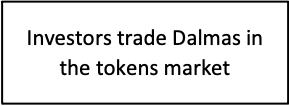 Investors trade Dalmas in
the tokens market